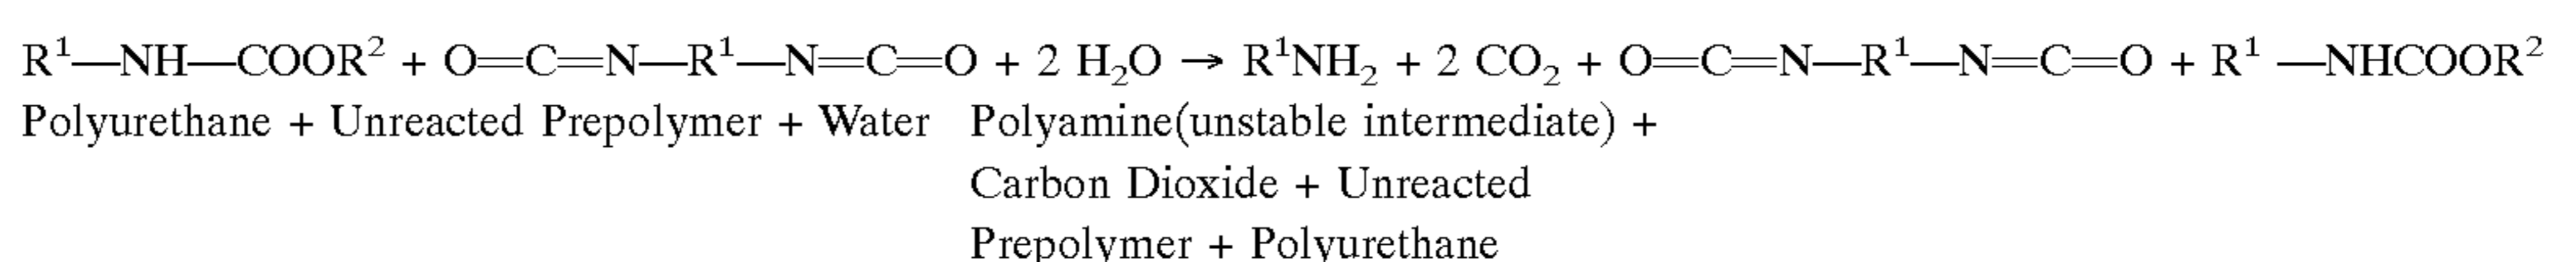 R¹—NH—COOR² + O=C=N—R¹—N=C=O + 2 H₂O → R¹NH₂ + 2 CO₂ + O=C=N—R¹—N=C=O + R¹ —NHCOOR²
Polyurethane + Unreacted Prepolymer + Water Polyamine(unstable intermediate) +
Carbon Dioxide + Unreacted
Prepolymer + Polyurethane